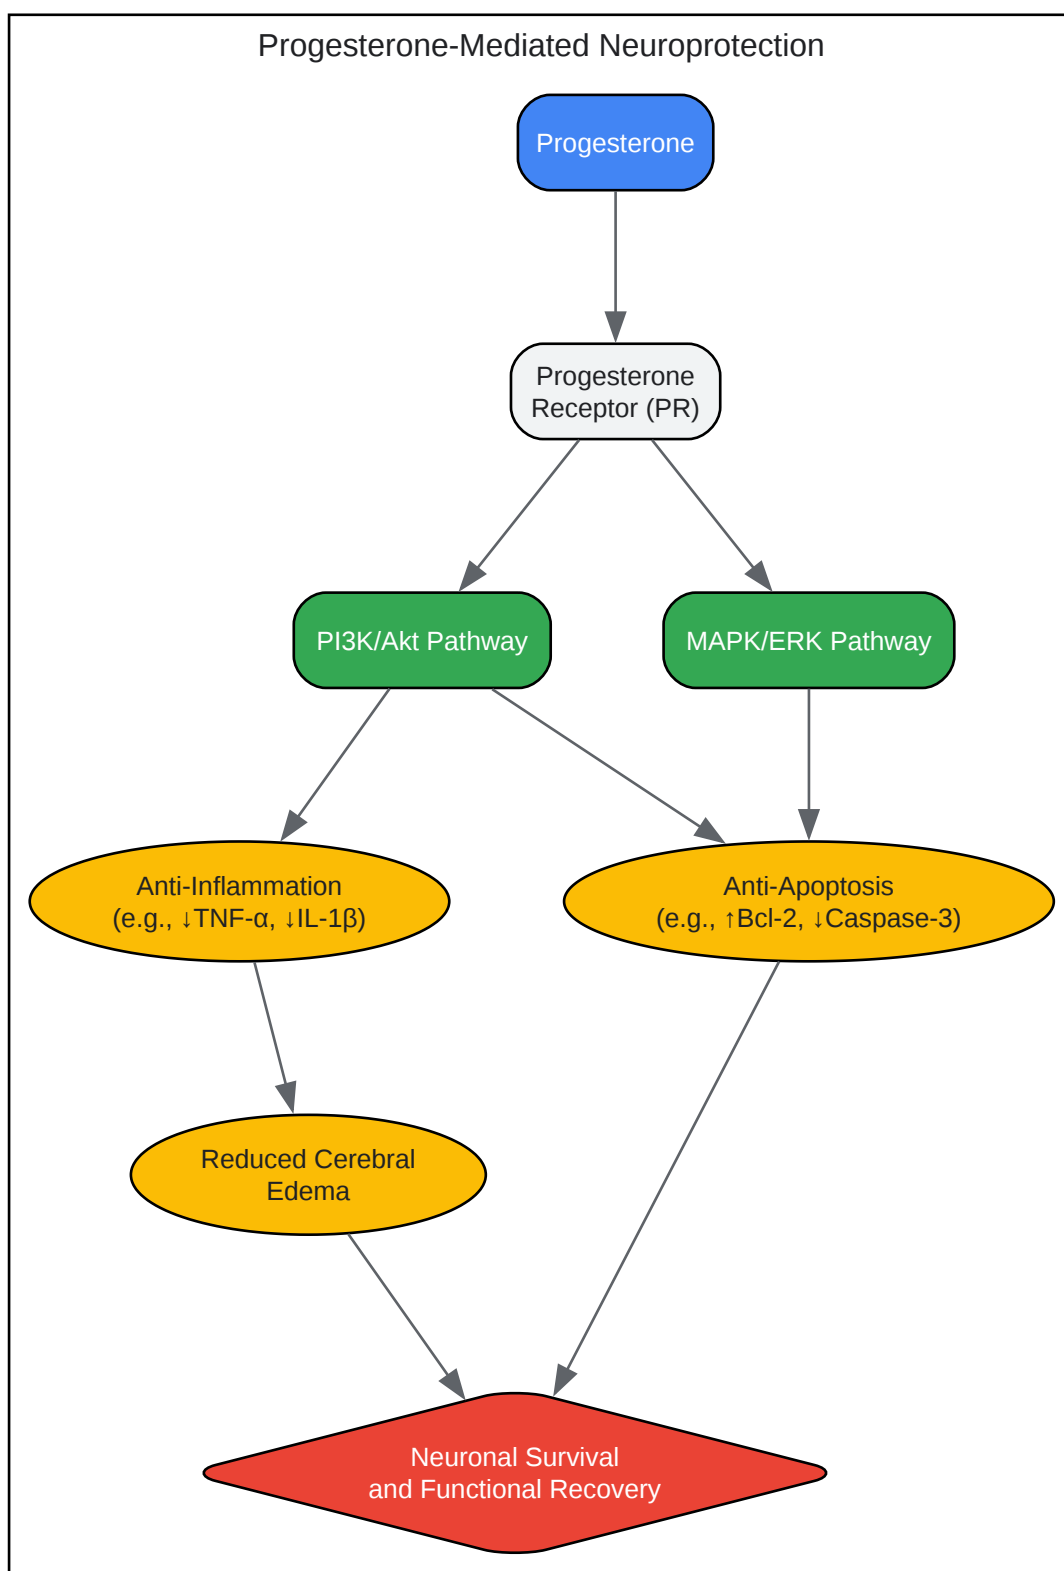 Progesterone-Mediated Neuroprotection
Progesterone
Progesterone
Receptor (PR)
PI3K/Akt Pathway
MAPK/ERK Pathway
Anti-Inflammation
(e.g., ↓TNF-α, ↓IL-1β)
Anti-Apoptosis
(e.g., ↑Bcl-2, ↓Caspase-3)
Reduced Cerebral
Edema
Neuronal Survival
and Functional Recovery